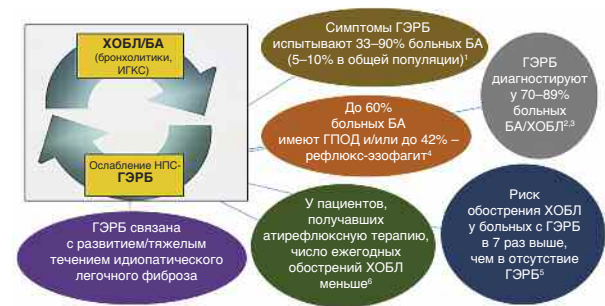 ХОБЛ/БА
(бронхолитики,
ИГКС)
Ослабление НПС-
ГЭРБ
Симптомы ГЭРБ
испытывают 33–90% больных БА
(5–10% в общей популяции)¹
ГЭРБ
диагностируют
у 70–89%
больных
БА/ХОБЛ²,³
До 60%
больных БА
имеют ГПОД и/или до 42% –
рефлюкс-эзофагит⁴
ГЭРБ связана
с развитием/тяжелым
течением идиопатического
легочного фиброза
У пациентов,
получавших
атирефлюксную терапию,
число ежегодных
обострений ХОБЛ
меньше⁶
Риск
обострения ХОБЛ
у больных с ГЭРБ
в 7 раз выше,
чем в отсутствие
ГЭРБ⁵